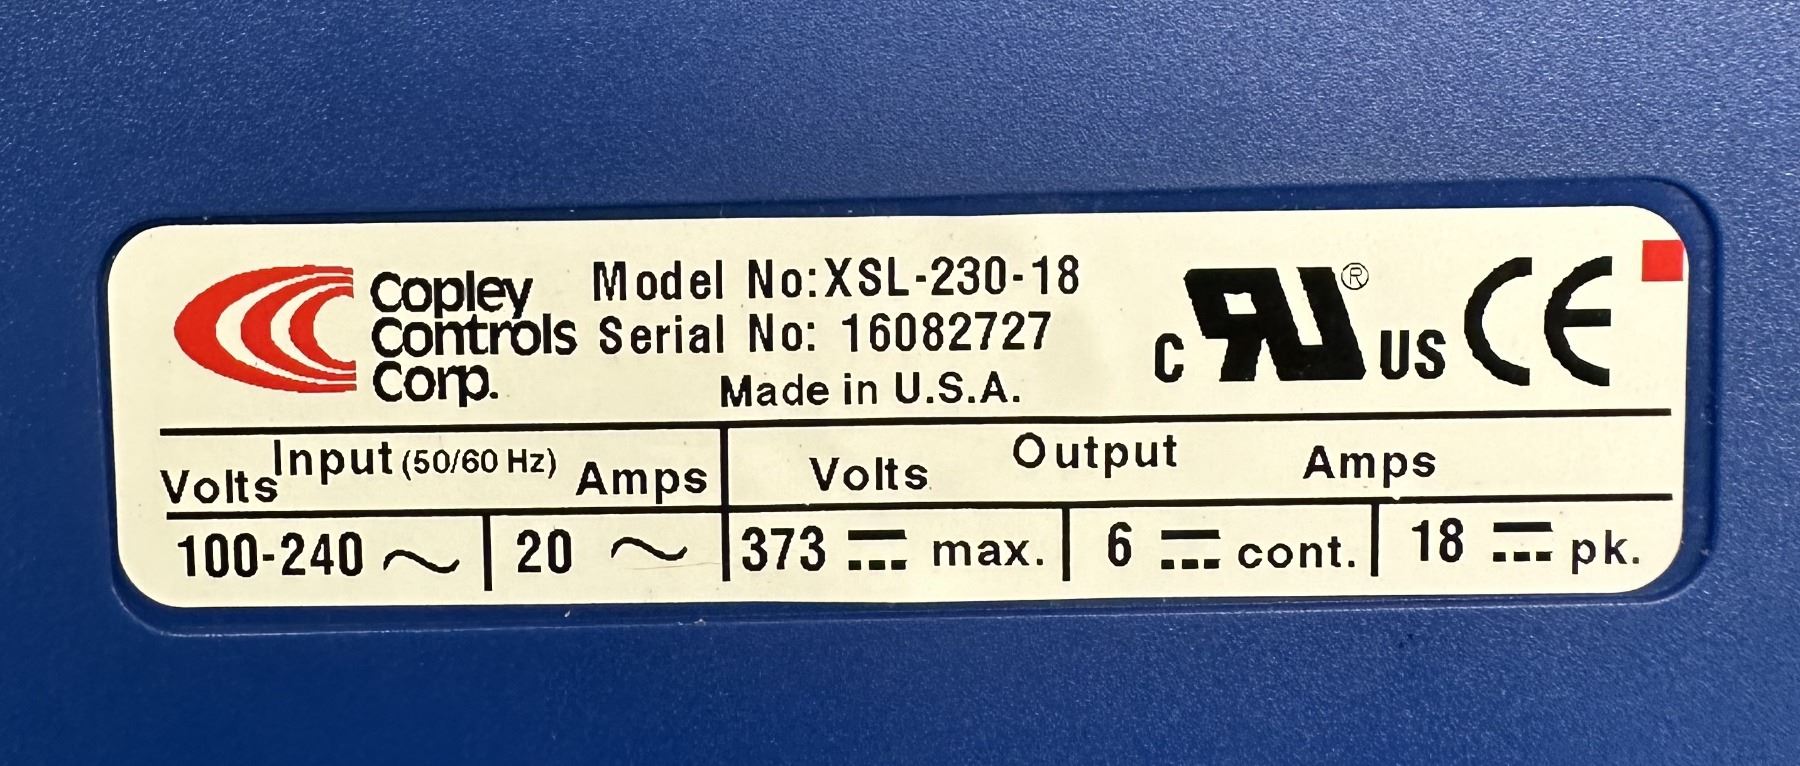 Copley
Controls
Corp.
Model No:XSL-230-18
Serial No: 16082727
Made in U.S.A.
c RU ® US CE
Input (50/60 Hz)
Volts Amps
Output
Volts Amps
100-240 ~ 20 ~ 373 ⎓ max. 6 ⎓ cont. 18 ⎓ pk.